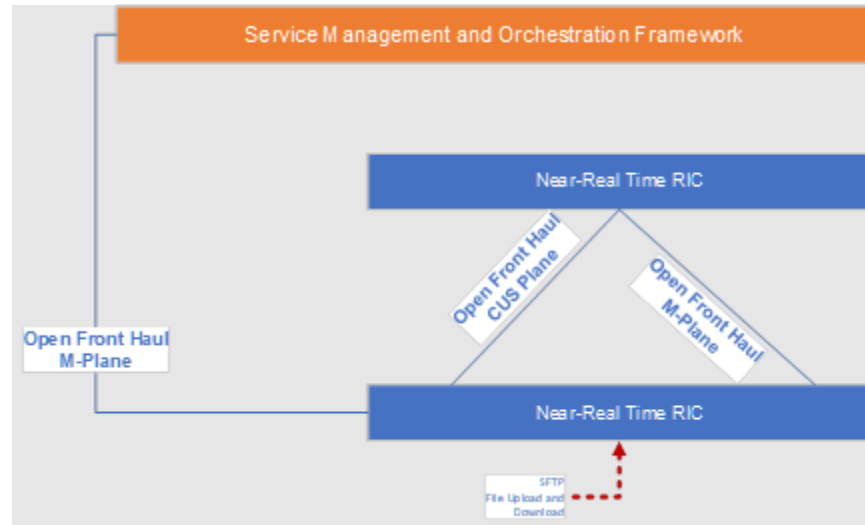 Service Management and Orchestration Framework
Near-Real Time RIC
Open Front Haul
CUS Plane
Open Front Haul
M-Plane
Open Front Haul
M-Plane
Near-Real Time RIC
SFTP
File Upload and
Download